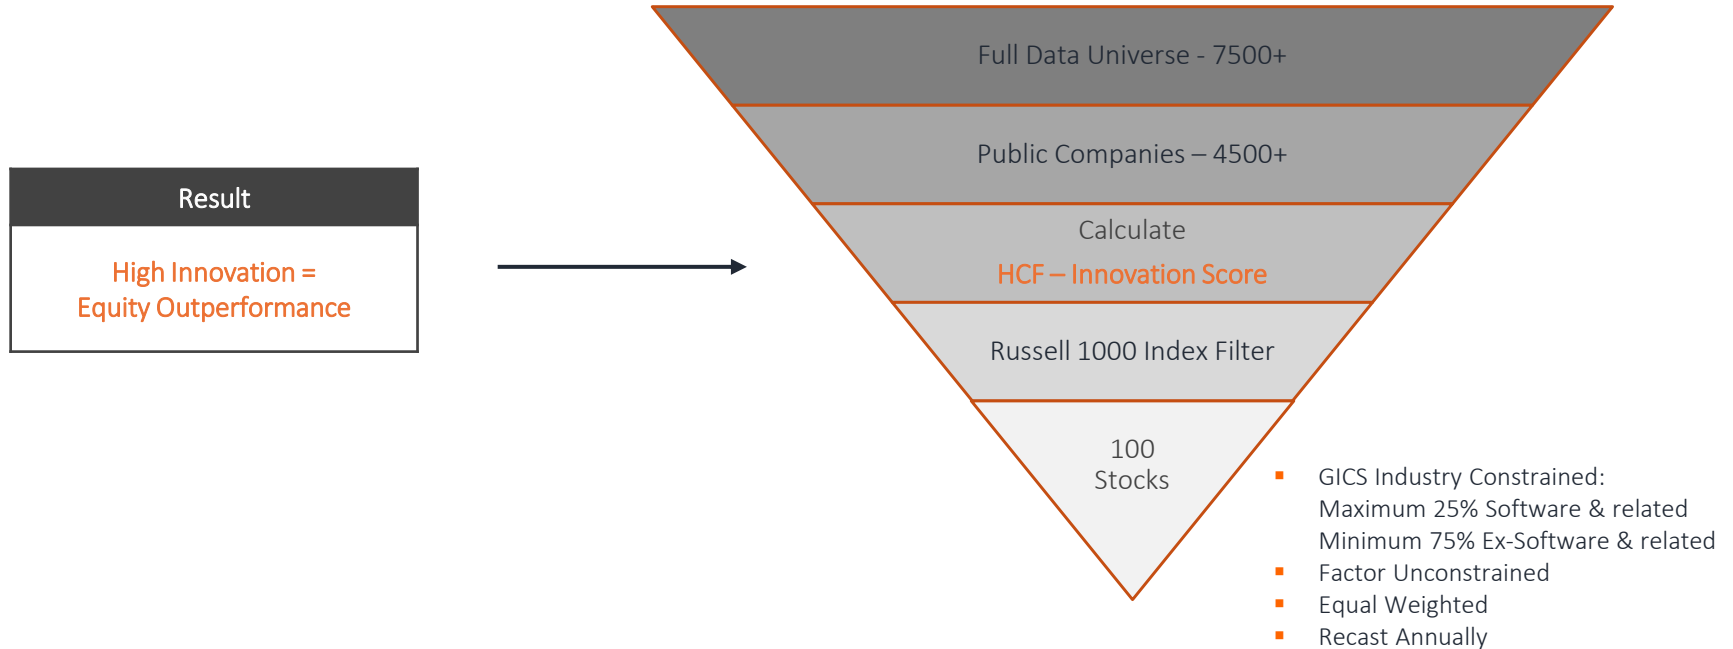 Result
High Innovation =
Equity Outperformance
Full Data Universe - 7500+
Public Companies – 4500+
Calculate
HCF – Innovation Score
Russell 1000 Index Filter
100
Stocks
▪ GICS Industry Constrained:
Maximum 25% Software & related
Minimum 75% Ex-Software & related
▪ Factor Unconstrained
▪ Equal Weighted
▪ Recast Annually